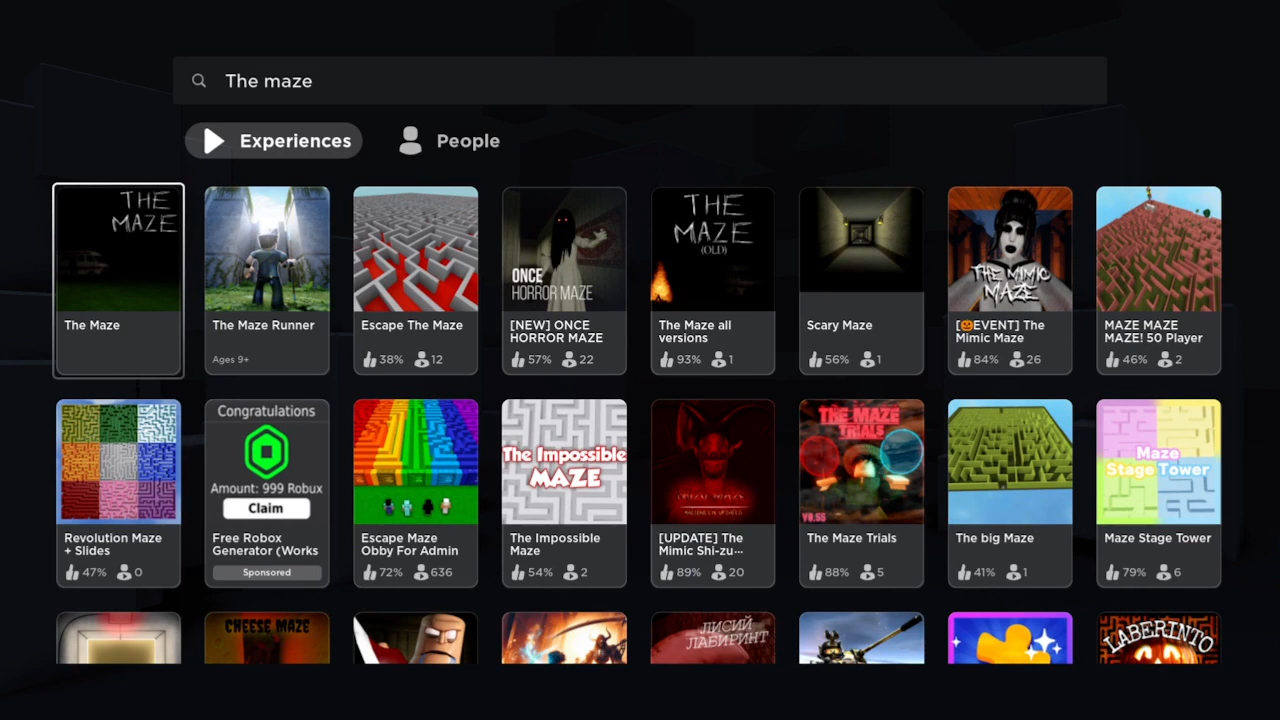 The maze
Experiences
People
THE
MAZE
ONCE
HORROR MAZE
THE
MAZE
(OLD)
THE MIMIC
MAZE
The Maze
The Maze Runner
Escape The Maze
[NEW] ONCE
HORROR MAZE
The Maze all
versions
Scary Maze
[🎃EVENT] The
Mimic Maze
MAZE MAZE
MAZE! 50 Player
Ages 9+
38%
12
57%
22
93%
1
56%
1
84%
26
46%
2
Congratulations
Amount: 999 Robux
Claim
The Impossible
MAZE
THE MAZE
TRIALS
V0.55
Maze
Stage Tower
Revolution Maze
+ Slides
Free Robox
Generator (Works
Escape Maze
Obby For Admin
The Impossible
Maze
[UPDATE] The
Mimic Shi-zu...
The Maze Trials
The big Maze
Maze Stage Tower
47%
0
Sponsored
72%
636
54%
2
89%
20
88%
5
41%
1
79%
6
CHEESE MAZE
ЛИСИЙ
ЛАБИРИНТ
LABERINTO